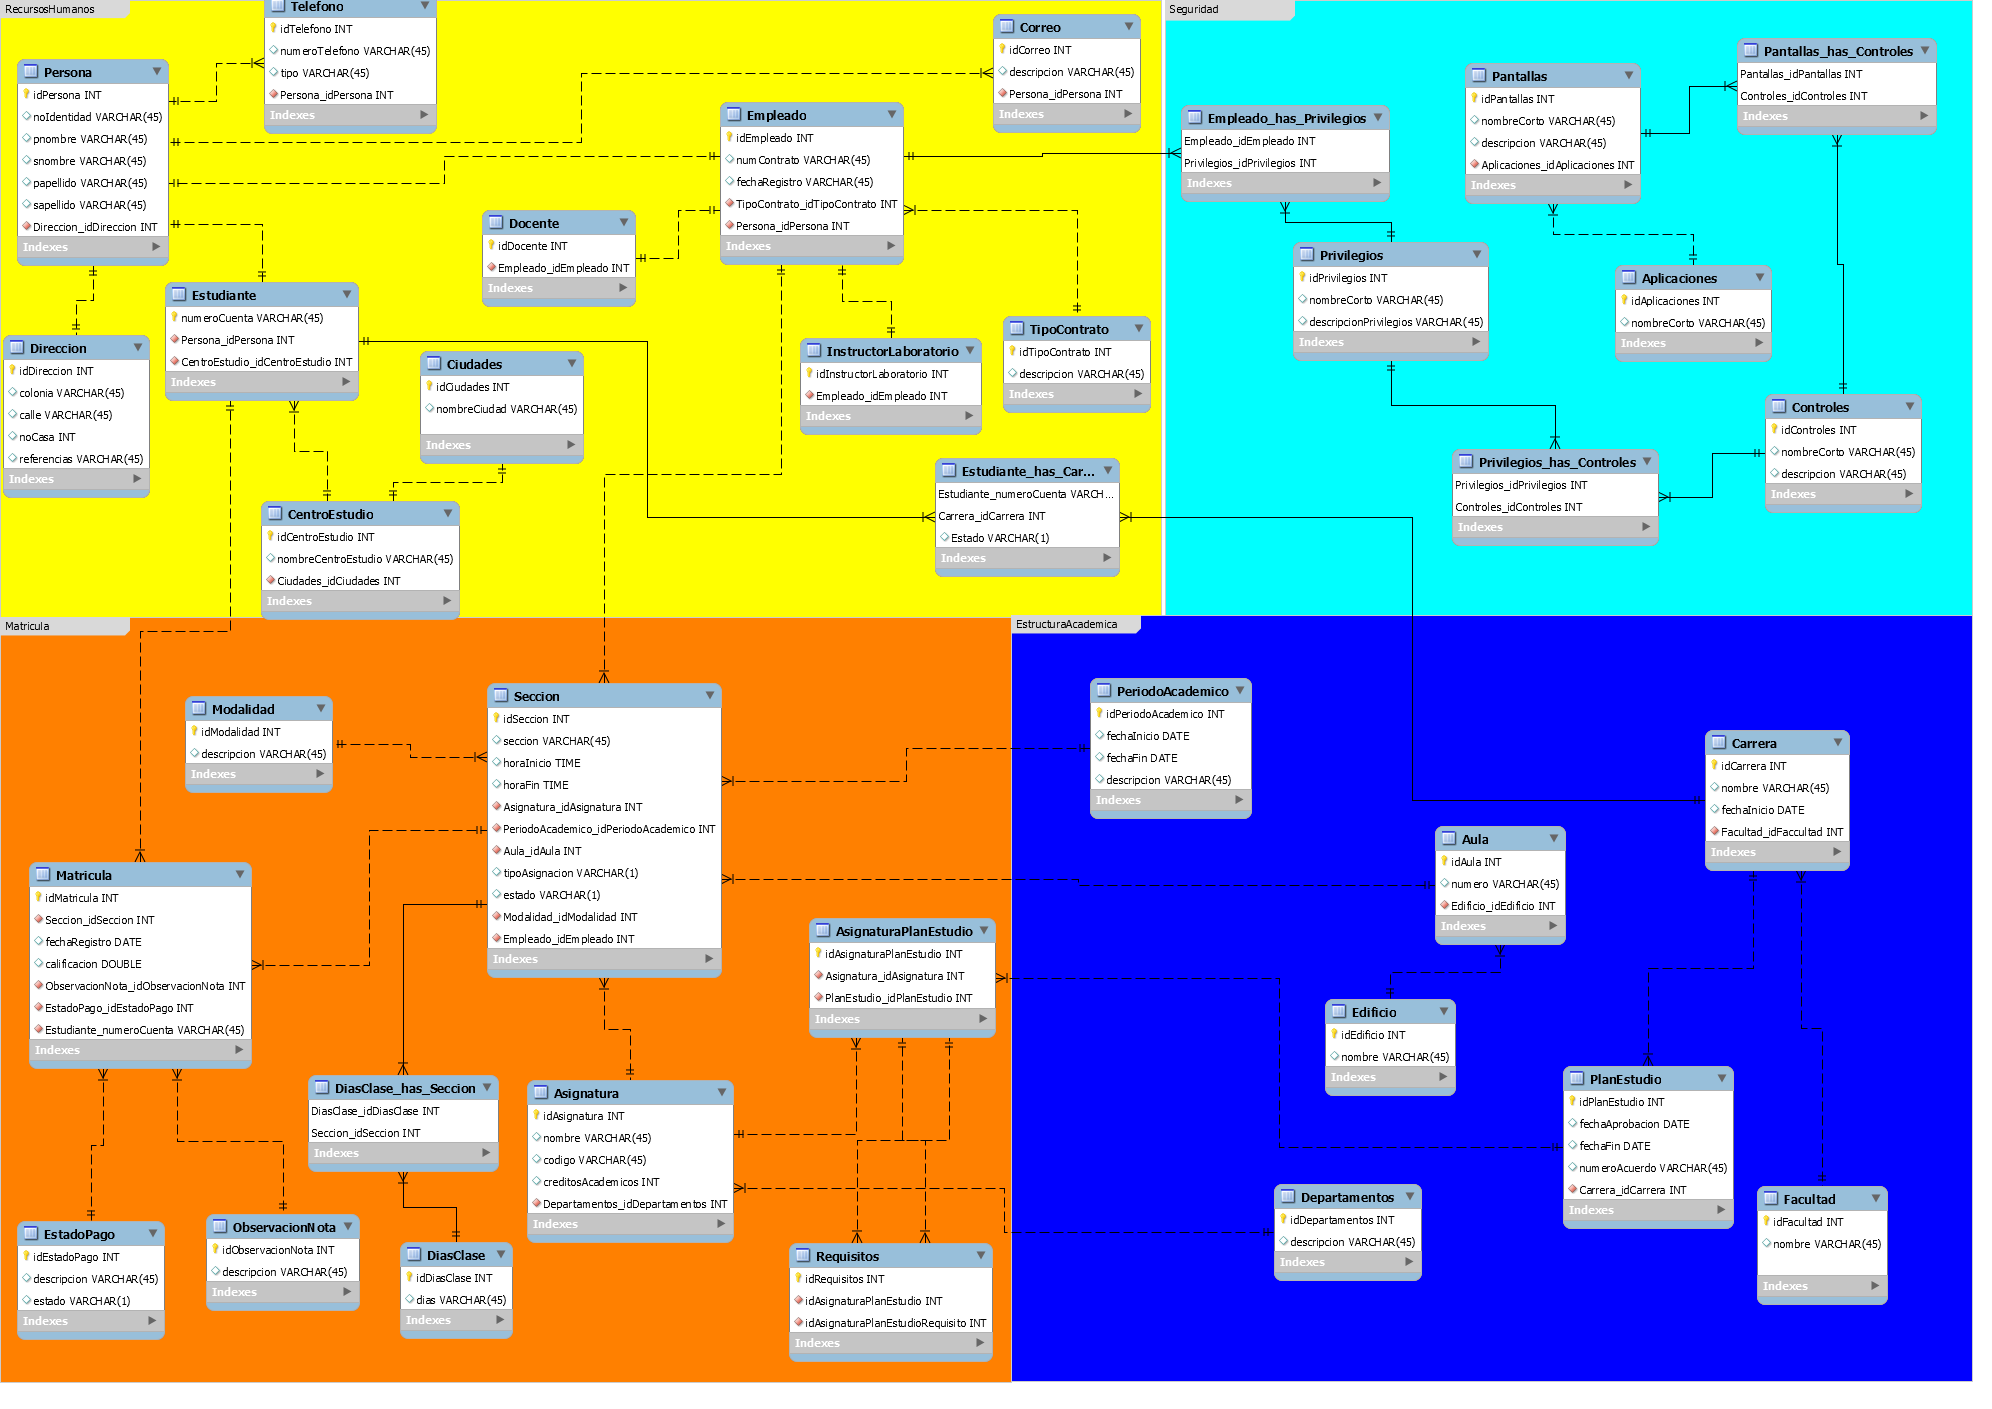 RecursosHumanos
Telefono
idTelefono INT
numeroTelefono VARCHAR(45)
tipo VARCHAR(45)
Persona_idPersona INT
Indexes
Persona
idPersona INT
noIdentidad VARCHAR(45)
pnombre VARCHAR(45)
snombre VARCHAR(45)
papellido VARCHAR(45)
sapellido VARCHAR(45)
Direccion_idDireccion INT
Indexes
Correo
idCorreo INT
descripcion VARCHAR(45)
Persona_idPersona INT
Indexes
Empleado
idEmpleado INT
numContrato VARCHAR(45)
fechaRegistro VARCHAR(45)
TipoContrato_idTipoContrato INT
Persona_idPersona INT
Indexes
Docente
idDocente INT
Empleado_idEmpleado INT
Indexes
Estudiante
numeroCuenta VARCHAR(45)
Persona_idPersona INT
CentroEstudio_idCentroEstudio INT
Indexes
Direccion
idDireccion INT
colonia VARCHAR(45)
calle VARCHAR(45)
noCasa INT
referencias VARCHAR(45)
Indexes
Ciudades
idCiudades INT
nombreCiudad VARCHAR(45)
Indexes
InstructorLaboratorio
idInstructorLaboratorio INT
Empleado_idEmpleado INT
Indexes
TipoContrato
idTipoContrato INT
descripcion VARCHAR(45)
Indexes
CentroEstudio
idCentroEstudio INT
nombreCentroEstudio VARCHAR(45)
Ciudades_idCiudades INT
Indexes
Estudiante_has_Car...
Estudiante_numeroCuenta VARCH...
Carrera_idCarrera INT
Estado VARCHAR(1)
Indexes
Seguridad
Pantallas_has_Controles
Pantallas_idPantallas INT
Controles_idControles INT
Indexes
Pantallas
idPantallas INT
nombreCorto VARCHAR(45)
descripcion VARCHAR(45)
Aplicaciones_idAplicaciones INT
Indexes
Empleado_has_Privilegios
Empleado_idEmpleado INT
Privilegios_idPrivilegios INT
Indexes
Privilegios
idPrivilegios INT
nombreCorto VARCHAR(45)
descripcionPrivilegios VARCHAR(45)
Indexes
Aplicaciones
idAplicaciones INT
nombreCorto VARCHAR(45)
Indexes
Controles
idControles INT
nombreCorto VARCHAR(45)
descripcion VARCHAR(45)
Indexes
Privilegios_has_Controles
Privilegios_idPrivilegios INT
Controles_idControles INT
Indexes
Matricula
Modalidad
idModalidad INT
descripcion VARCHAR(45)
Indexes
Seccion
idSeccion INT
seccion VARCHAR(45)
horaInicio TIME
horaFin TIME
Asignatura_idAsignatura INT
PeriodoAcademico_idPeriodoAcademico INT
Aula_idAula INT
tipoAsignacion VARCHAR(1)
estado VARCHAR(1)
Modalidad_idModalidad INT
Empleado_idEmpleado INT
Indexes
Matricula
idMatricula INT
Seccion_idSeccion INT
fechaRegistro DATE
calificacion DOUBLE
ObservacionNota_idObservacionNota INT
EstadoPago_idEstadoPago INT
Estudiante_numeroCuenta VARCHAR(45)
Indexes
AsignaturaPlanEstudio
idAsignaturaPlanEstudio INT
Asignatura_idAsignatura INT
PlanEstudio_idPlanEstudio INT
Indexes
DiasClase_has_Seccion
DiasClase_idDiasClase INT
Seccion_idSeccion INT
Indexes
Asignatura
idAsignatura INT
nombre VARCHAR(45)
codigo VARCHAR(45)
creditosAcademicos INT
Departamentos_idDepartamentos INT
Indexes
EstadoPago
idEstadoPago INT
descripcion VARCHAR(45)
estado VARCHAR(1)
Indexes
ObservacionNota
idObservacionNota INT
descripcion VARCHAR(45)
Indexes
DiasClase
idDiasClase INT
dias VARCHAR(45)
Indexes
Requisitos
idRequisitos INT
idAsignaturaPlanEstudio INT
idAsignaturaPlanEstudioRequisito INT
Indexes
EstructuraAcademica
PeriodoAcademico
idPeriodoAcademico INT
fechaInicio DATE
fechaFin DATE
descripcion VARCHAR(45)
Indexes
Carrera
idCarrera INT
nombre VARCHAR(45)
fechaInicio DATE
Facultad_idFaccultad INT
Indexes
Aula
idAula INT
numero VARCHAR(45)
Edificio_idEdificio INT
Indexes
Edificio
idEdificio INT
nombre VARCHAR(45)
Indexes
PlanEstudio
idPlanEstudio INT
fechaAprobacion DATE
fechaFin DATE
numeroAcuerdo VARCHAR(45)
Carrera_idCarrera INT
Indexes
Departamentos
idDepartamentos INT
descripcion VARCHAR(45)
Indexes
Facultad
idFacultad INT
nombre VARCHAR(45)
Indexes